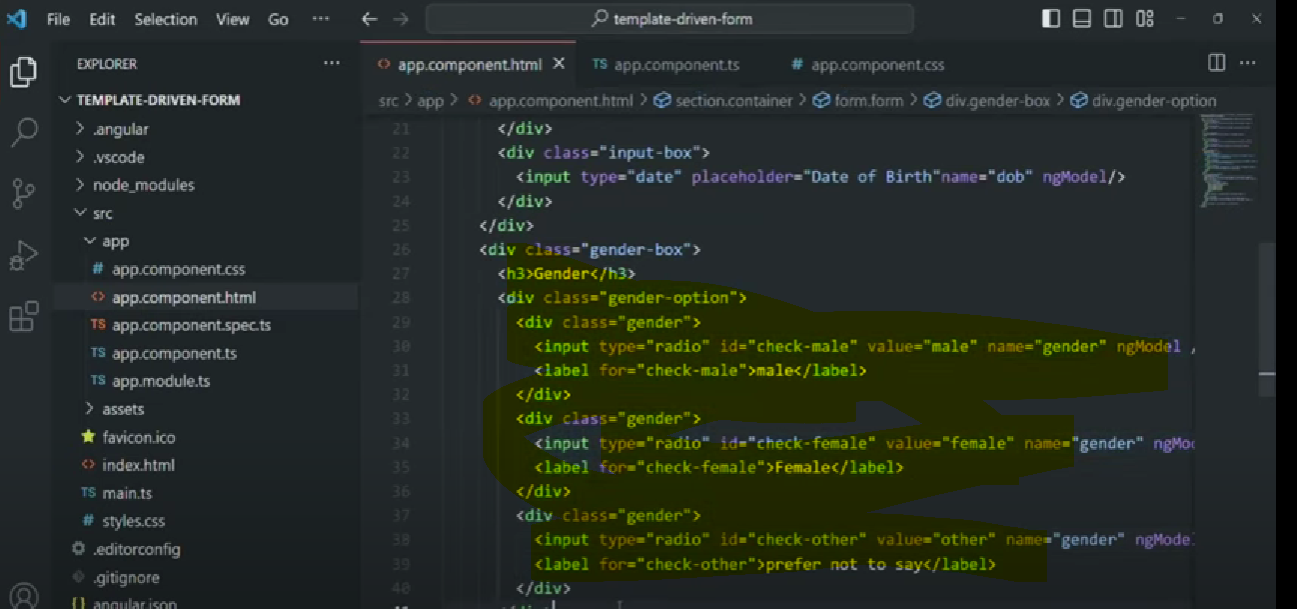 File Edit Selection View Go ··· template-driven-form
EXPLORER ···
TEMPLATE-DRIVEN-FORM
.angular
.vscode
node_modules
src
app
# app.component.css
<> app.component.html
TS app.component.spec.ts
TS app.component.ts
TS app.module.ts
assets
favicon.ico
<> index.html
TS main.ts
# styles.css
.editorconfig
.gitignore
{} angular.json
<> app.component.html TS app.component.ts # app.component.css ···
src > app > <> app.component.html > section.container > form.form > div.gender-box > div.gender-option
21 </div>
22 <div class="input-box">
23 <input type="date" placeholder="Date of Birth"name="dob" ngModel/>
24 </div>
25 </div>
26 <div class="gender-box">
27 <h3>Gender</h3>
28 <div class="gender-option">
29 <div class="gender">
30 <input type="radio" id="check-male" value="male" name="gender" ngModel
31 <label for="check-male">male</label>
32 </div>
33 <div class="gender">
34 <input type="radio" id="check-female" value="female" name="gender" ngMo
35 <label for="check-female">Female</label>
36 </div>
37 <div class="gender">
38 <input type="radio" id="check-other" value="other" name="gender" ngModel
39 <label for="check-other">prefer not to say</label>
40 </div>